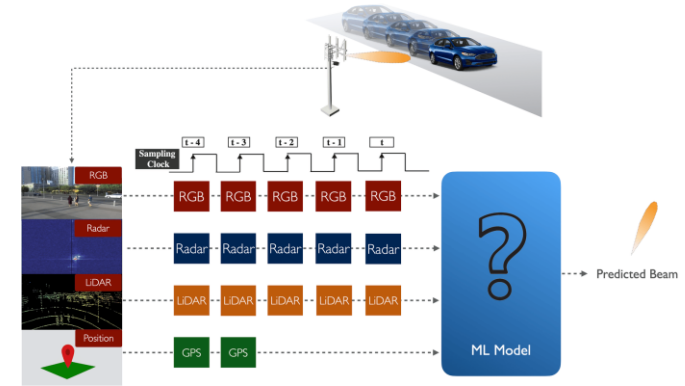 t - 4
t - 3
t - 2
t - 1
t
Sampling
Clock
RGB
RGB
RGB
RGB
RGB
RGB
Radar
Radar
Radar
Radar
Radar
Radar
LiDAR
LiDAR
LiDAR
LiDAR
LiDAR
LiDAR
Position
GPS
GPS
?
ML Model
Predicted Beam